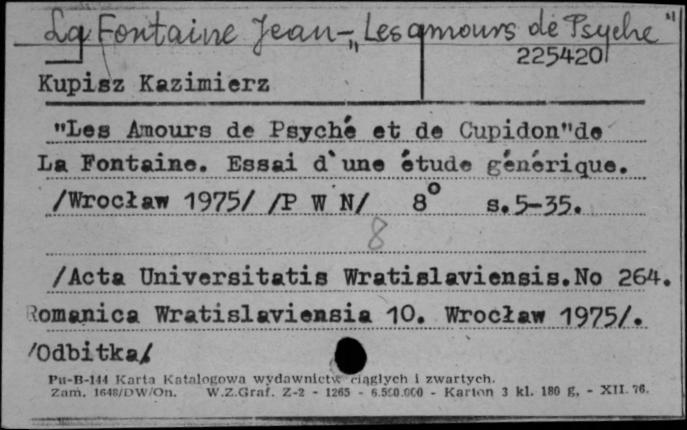 La Fontaine Jean - „Les amours de Psyche"
225420
Kupisz Kazimierz
"Les Amours de Psyché et de Cupidon"de
La Fontaine. Essai d`une étude générique.
/Wrocław 1975/ /P W N/ 8° s.5-35.
8
/Acta Universitatis Wratislaviensis.No 264.
Romanica Wratislaviensia 10. Wrocław 1975/.
/Odbitka/
Pu-B-144 Karta Katalogowa wydawnictw ciągłych i zwartych.
Zam. 1648/DW/On. W.Z.Graf. Z-2 - 1265 - 6.500.000 - Karton 3 kl. 180 g. - XII. 76.